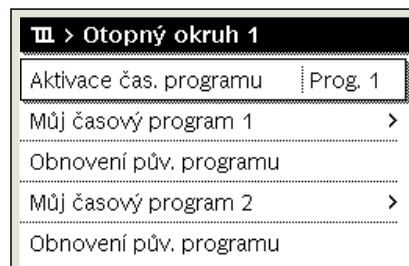 > Otopný okruh 1
Aktivace čas. programu Prog. 1
Můj časový program 1 >
Obnovení pův. programu
Můj časový program 2 >
Obnovení pův. programu